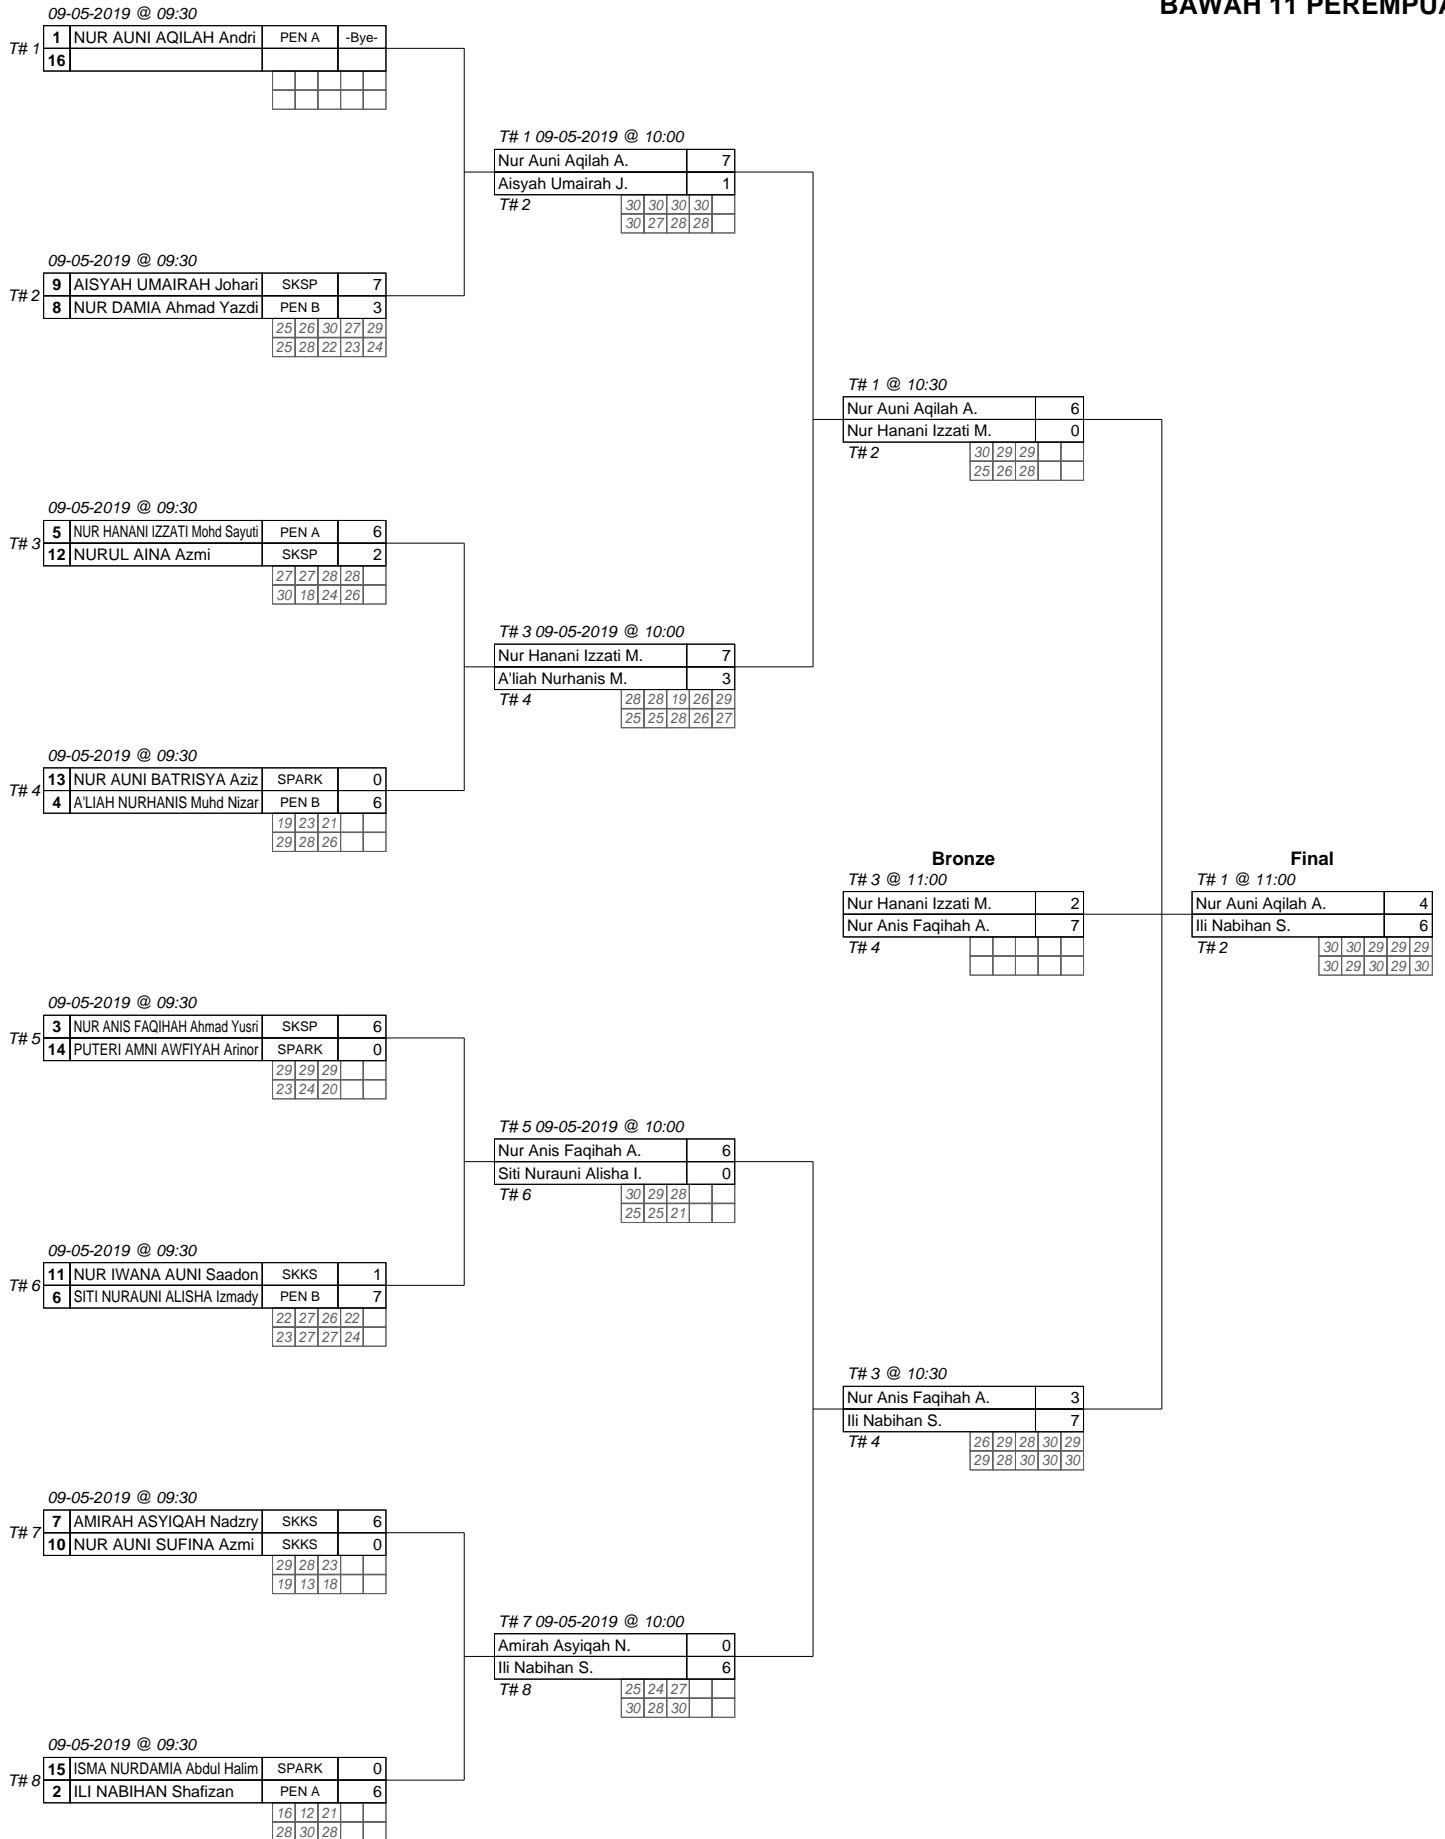 BAWAH 11 PEREMPUA
09-05-2019 @ 09:30
T# 1
1 NUR AUNI AQILAH Andri PEN A -Bye-
16
T# 1 09-05-2019 @ 10:00
Nur Auni Aqilah A. 7
Aisyah Umairah J. 1
T# 2 30 30 30 30
30 27 28 28
09-05-2019 @ 09:30
T# 2
9 AISYAH UMAIRAH Johari SKSP 7
8 NUR DAMIA Ahmad Yazdi PEN B 3
25 26 30 27 29
25 28 22 23 24
T# 1 @ 10:30
Nur Auni Aqilah A. 6
Nur Hanani Izzati M. 0
T# 2 30 29 29
25 26 28
09-05-2019 @ 09:30
T# 3
5 NUR HANANI IZZATI Mohd Sayuti PEN A 6
12 NURUL AINA Azmi SKSP 2
27 27 28 28
30 18 24 26
T# 3 09-05-2019 @ 10:00
Nur Hanani Izzati M. 7
A'liah Nurhanis M. 3
T# 4 28 28 19 26 29
25 25 28 26 27
09-05-2019 @ 09:30
T# 4
13 NUR AUNI BATRISYA Aziz SPARK 0
4 A'LIAH NURHANIS Muhd Nizar PEN B 6
19 23 21
29 28 26
Bronze
T# 3 @ 11:00
Nur Hanani Izzati M. 2
Nur Anis Faqihah A. 7
T# 4
Final
T# 1 @ 11:00
Nur Auni Aqilah A. 4
Ili Nabihan S. 6
T# 2 30 30 29 29 29
30 29 30 29 30
09-05-2019 @ 09:30
T# 5
3 NUR ANIS FAQIHAH Ahmad Yusri SKSP 6
14 PUTERI AMNI AWFIYAH Arinor SPARK 0
29 29 29
23 24 20
T# 5 09-05-2019 @ 10:00
Nur Anis Faqihah A. 6
Siti Nurauni Alisha I. 0
T# 6 30 29 28
25 25 21
09-05-2019 @ 09:30
T# 6
11 NUR IWANA AUNI Saadon SKKS 1
6 SITI NURAUNI ALISHA Izmady PEN B 7
22 27 26 22
23 27 27 24
T# 3 @ 10:30
Nur Anis Faqihah A. 3
Ili Nabihan S. 7
T# 4 26 29 28 30 29
29 28 30 30 30
09-05-2019 @ 09:30
T# 7
7 AMIRAH ASYIQAH Nadzry SKKS 6
10 NUR AUNI SUFINA Azmi SKKS 0
29 28 23
19 13 18
T# 7 09-05-2019 @ 10:00
Amirah Asyiqah N. 0
Ili Nabihan S. 6
T# 8 25 24 27
30 28 30
09-05-2019 @ 09:30
T# 8
15 ISMA NURDAMIA Abdul Halim SPARK 0
2 ILI NABIHAN Shafizan PEN A 6
16 12 21
28 30 28